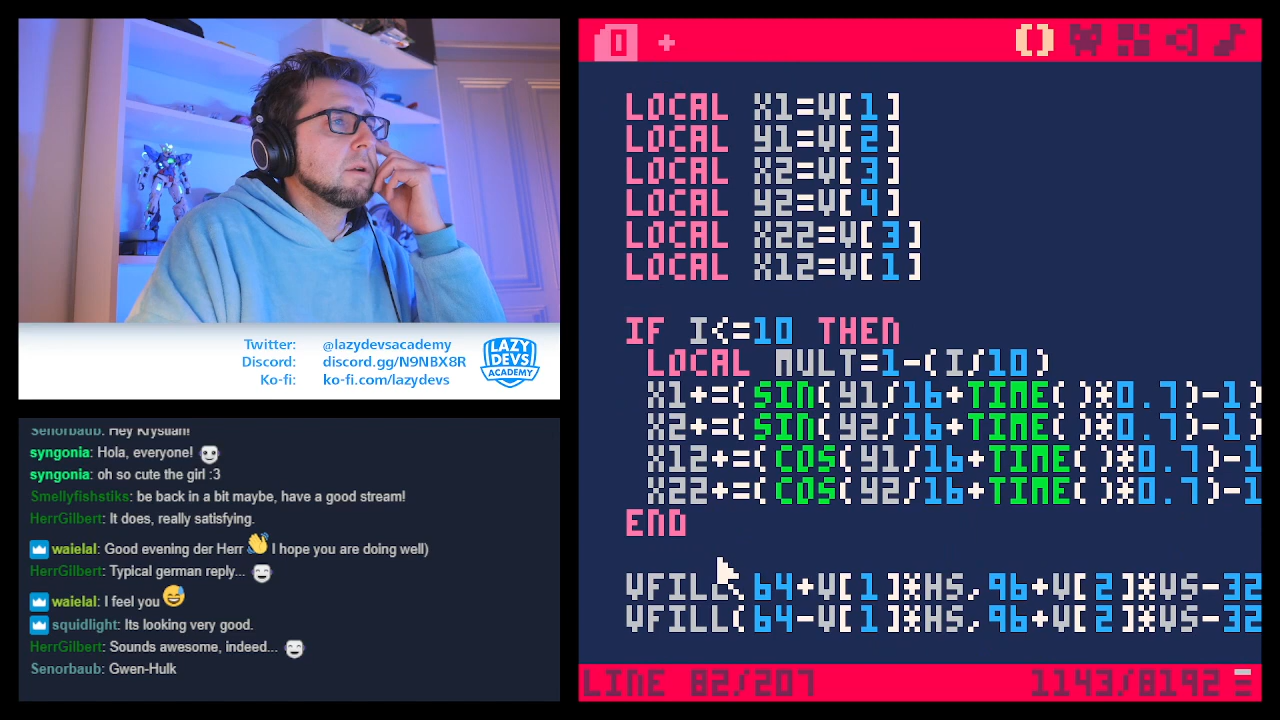 Twitter: @lazydevsacademy
Discord: discord.gg/N9NBX8R
Ko-fi: ko-fi.com/lazydevs
LAZY
DEVS
ACADEMY
Senorbaub: Hey Krystian!
syngonia: Hola, everyone!
syngonia: oh so cute the girl :3
Smellyfishstiks: be back in a bit maybe, have a good stream!
HerrGilbert: It does, really satisfying.
waielal: Good evening der Herr I hope you are doing well)
HerrGilbert: Typical german reply...
waielal: I feel you
squidlight: Its looking very good.
HerrGilbert: Sounds awesome, indeed...
Senorbaub: Gwen-Hulk
0 +
LOCAL X1=V[1]
LOCAL Y1=V[2]
LOCAL X2=V[3]
LOCAL Y2=V[4]
LOCAL X22=V[3]
LOCAL X12=V[1]
IF I<=10 THEN
LOCAL MULT=1-(I/10)
X1+=(SIN(Y1/16+TIME()*0.7)-1)
X2+=(SIN(Y2/16+TIME()*0.7)-1)
X12+=(COS(Y1/16+TIME()*0.7)-1
X22+=(COS(Y2/16+TIME()*0.7)-1
END
VFILL(64+V[1]*HS,96+V[2]*VS-32
VFILL(64-V[1]*HS,96+V[2]*VS-32
LINE 82/207
1143/8192